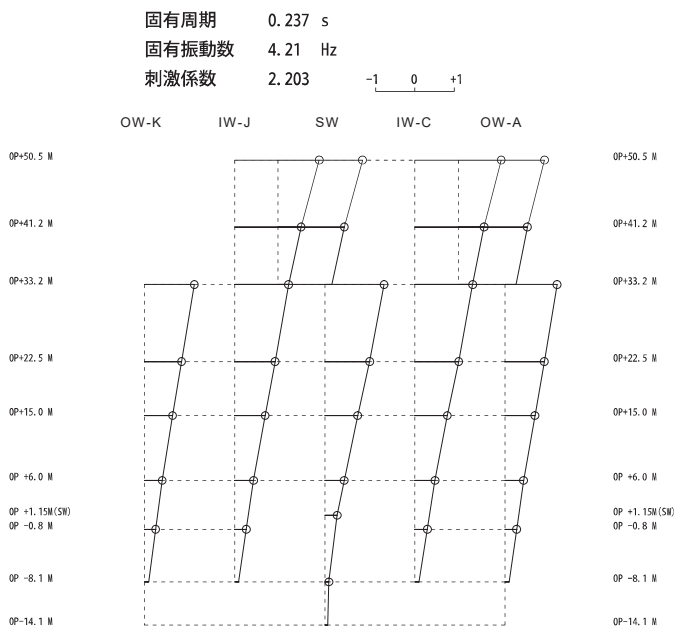 固有周期 0.237 s
固有振動数 4.21 Hz
刺激係数 2.203
-1 0 +1
OW-K IW-J SW IW-C OW-A
OP+50.5 M OP+50.5 M
OP+41.2 M OP+41.2 M
OP+33.2 M OP+33.2 M
OP+22.5 M OP+22.5 M
OP+15.0 M OP+15.0 M
OP +6.0 M OP +6.0 M
OP +1.15M(SW) OP +1.15M(SW)
OP -0.8 M OP -0.8 M
OP -8.1 M OP -8.1 M
OP-14.1 M OP-14.1 M